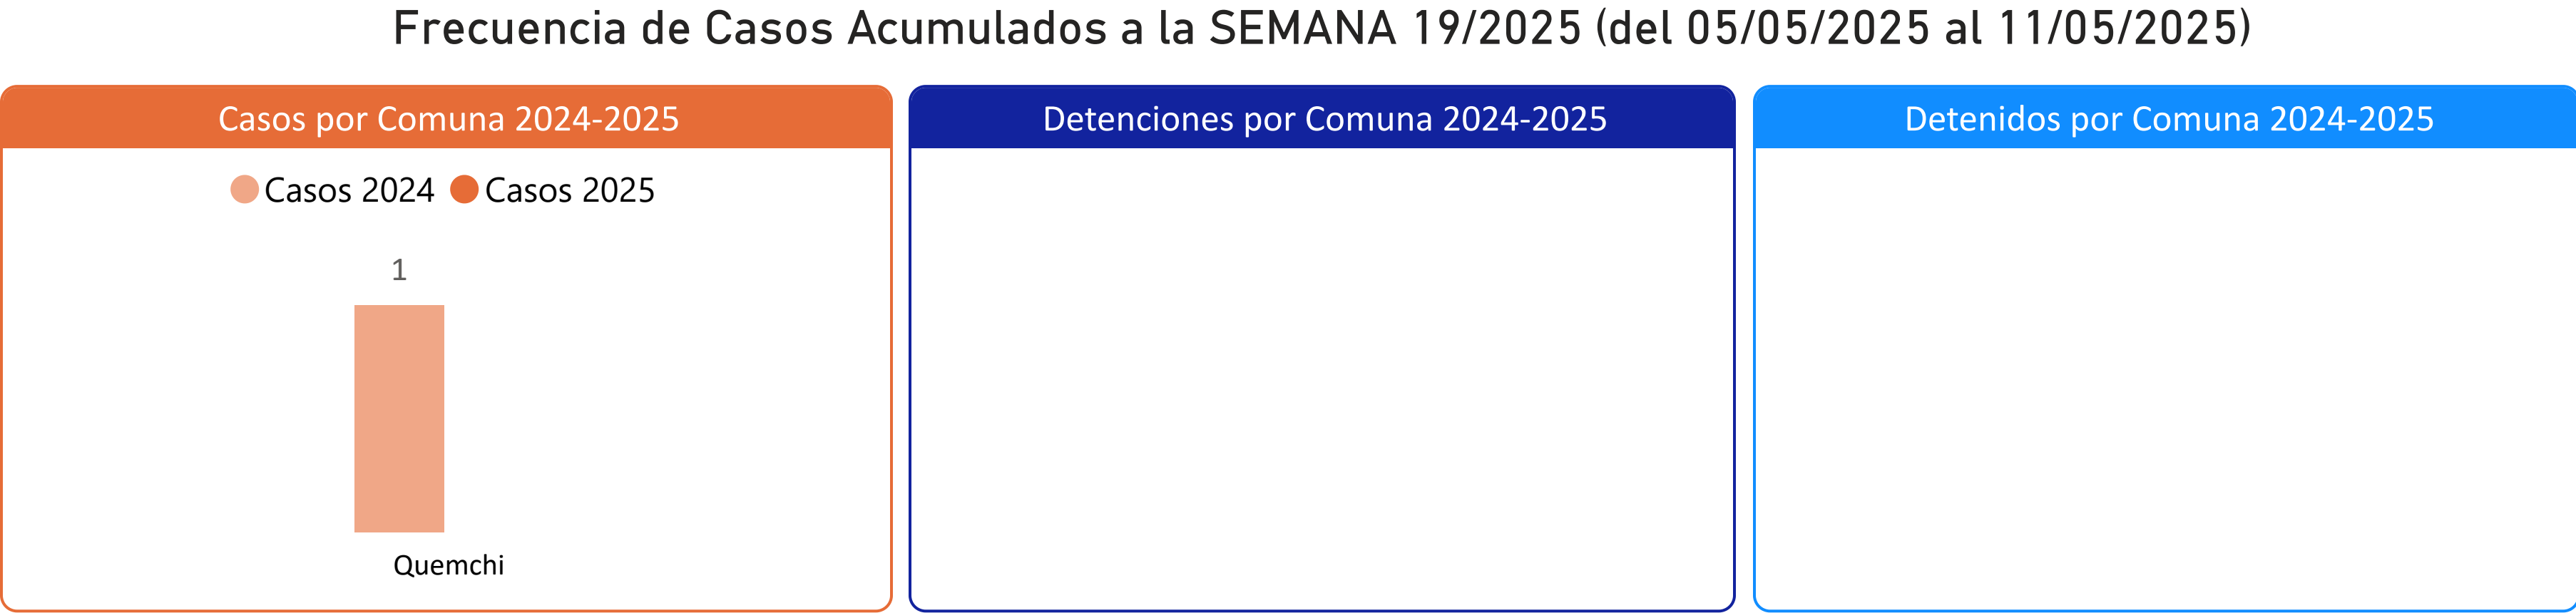 Frecuencia de Casos Acumulados a la SEMANA 19/2025 (del 05/05/2025 al 11/05/2025)
Casos por Comuna 2024-2025
Casos 2024 Casos 2025
1
Quemchi
Detenciones por Comuna 2024-2025
Detenidos por Comuna 2024-2025